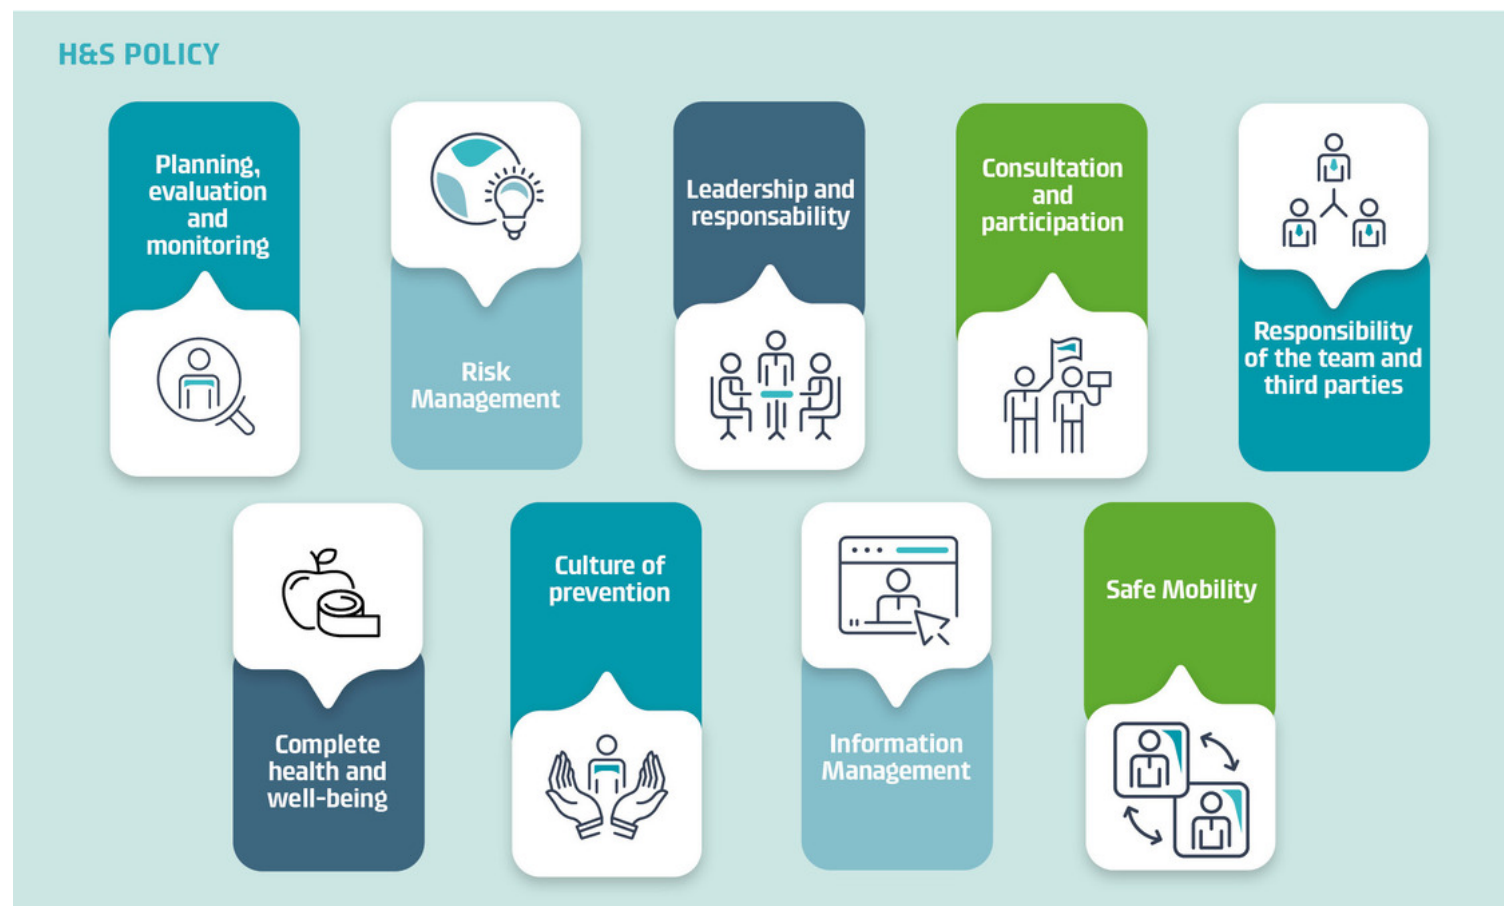 H&S POLICY
Planning,
evaluation
and
monitoring
Risk
Management
Leadership and
responsability
Consultation
and
participation
Responsibility
of the team and
third parties
Complete
health and
well-being
Culture of
prevention
Information
Management
Safe Mobility